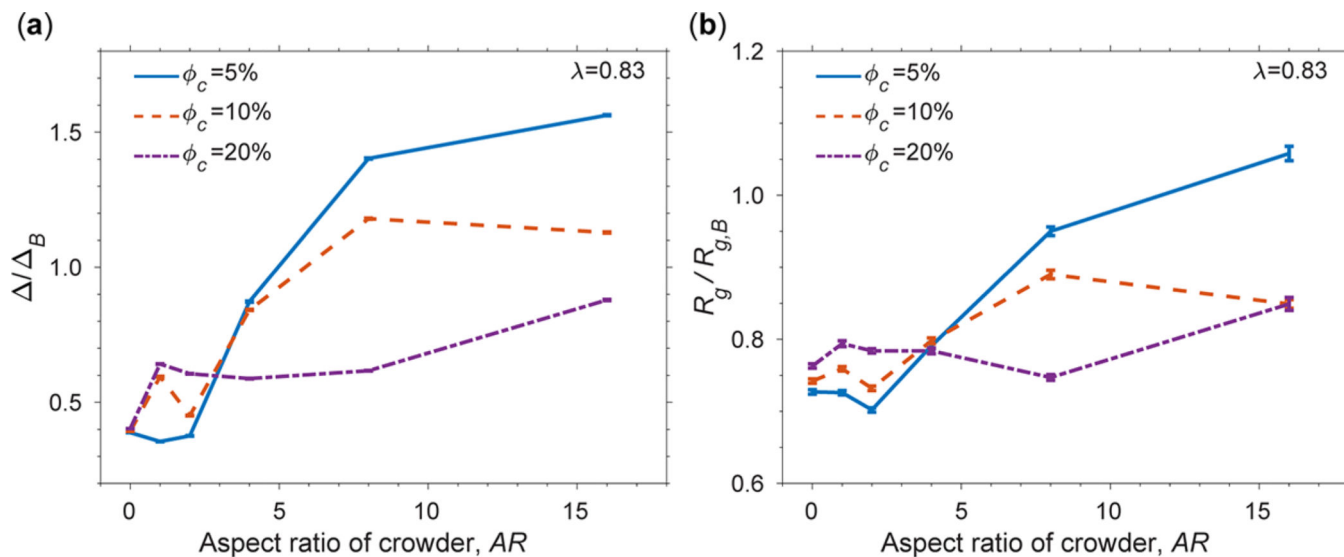 (a)
ϕc=5%
ϕc=10%
ϕc=20%
λ=0.83
1.5
1.0
0.5
Δ/ΔB
0 5 10 15
Aspect ratio of crowder, AR
(b)
ϕc=5%
ϕc=10%
ϕc=20%
λ=0.83
1.2
1.0
0.8
0.6
Rg/Rg,B
0 5 10 15
Aspect ratio of crowder, AR